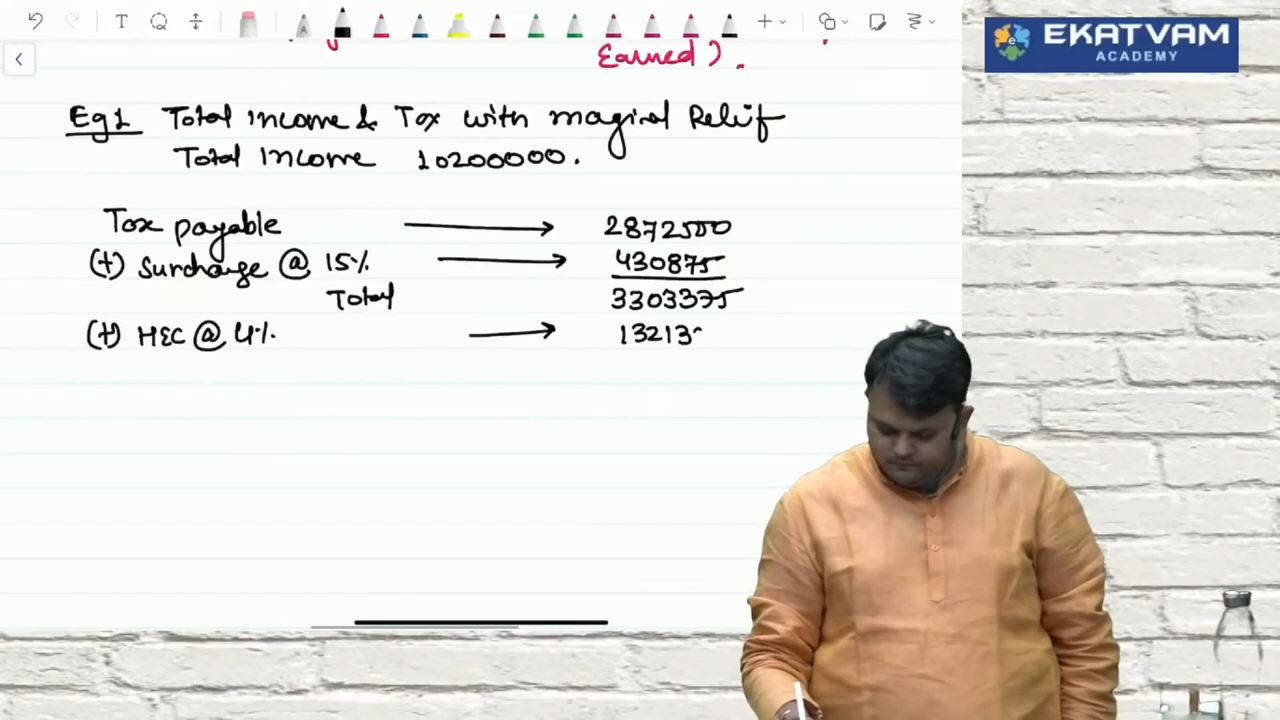 EKATVAM
ACADEMY
Earned).
Eg1 Total income & Tax with magiral Relief
Total Income 10200000.
Tax payable → 2872500
(+) Surcharge @ 15% → 430875
Total 3303375
(+) HEC @ 4% → 13213